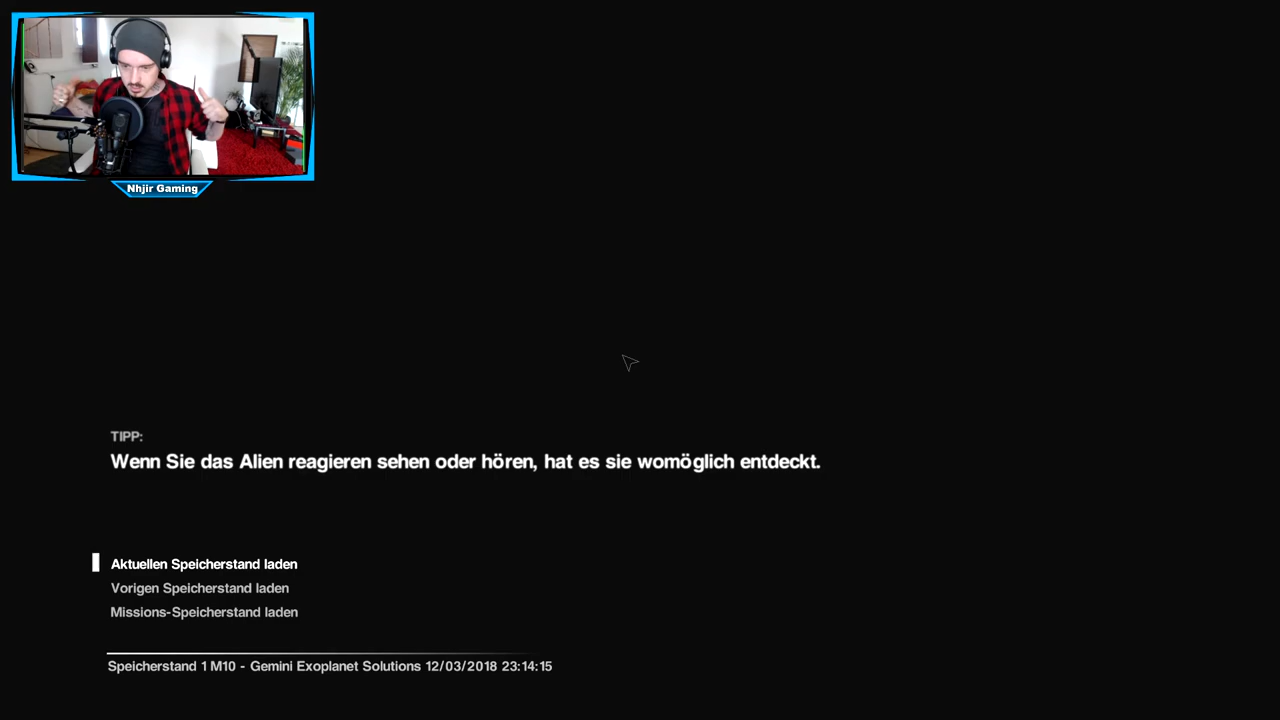 Nhjir Gaming
TIPP:
Wenn Sie das Alien reagieren sehen oder hören, hat es sie womöglich entdeckt.
Aktuellen Speicherstand laden
Vorigen Speicherstand laden
Missions-Speicherstand laden
Speicherstand 1 M10 - Gemini Exoplanet Solutions 12/03/2018 23:14:15